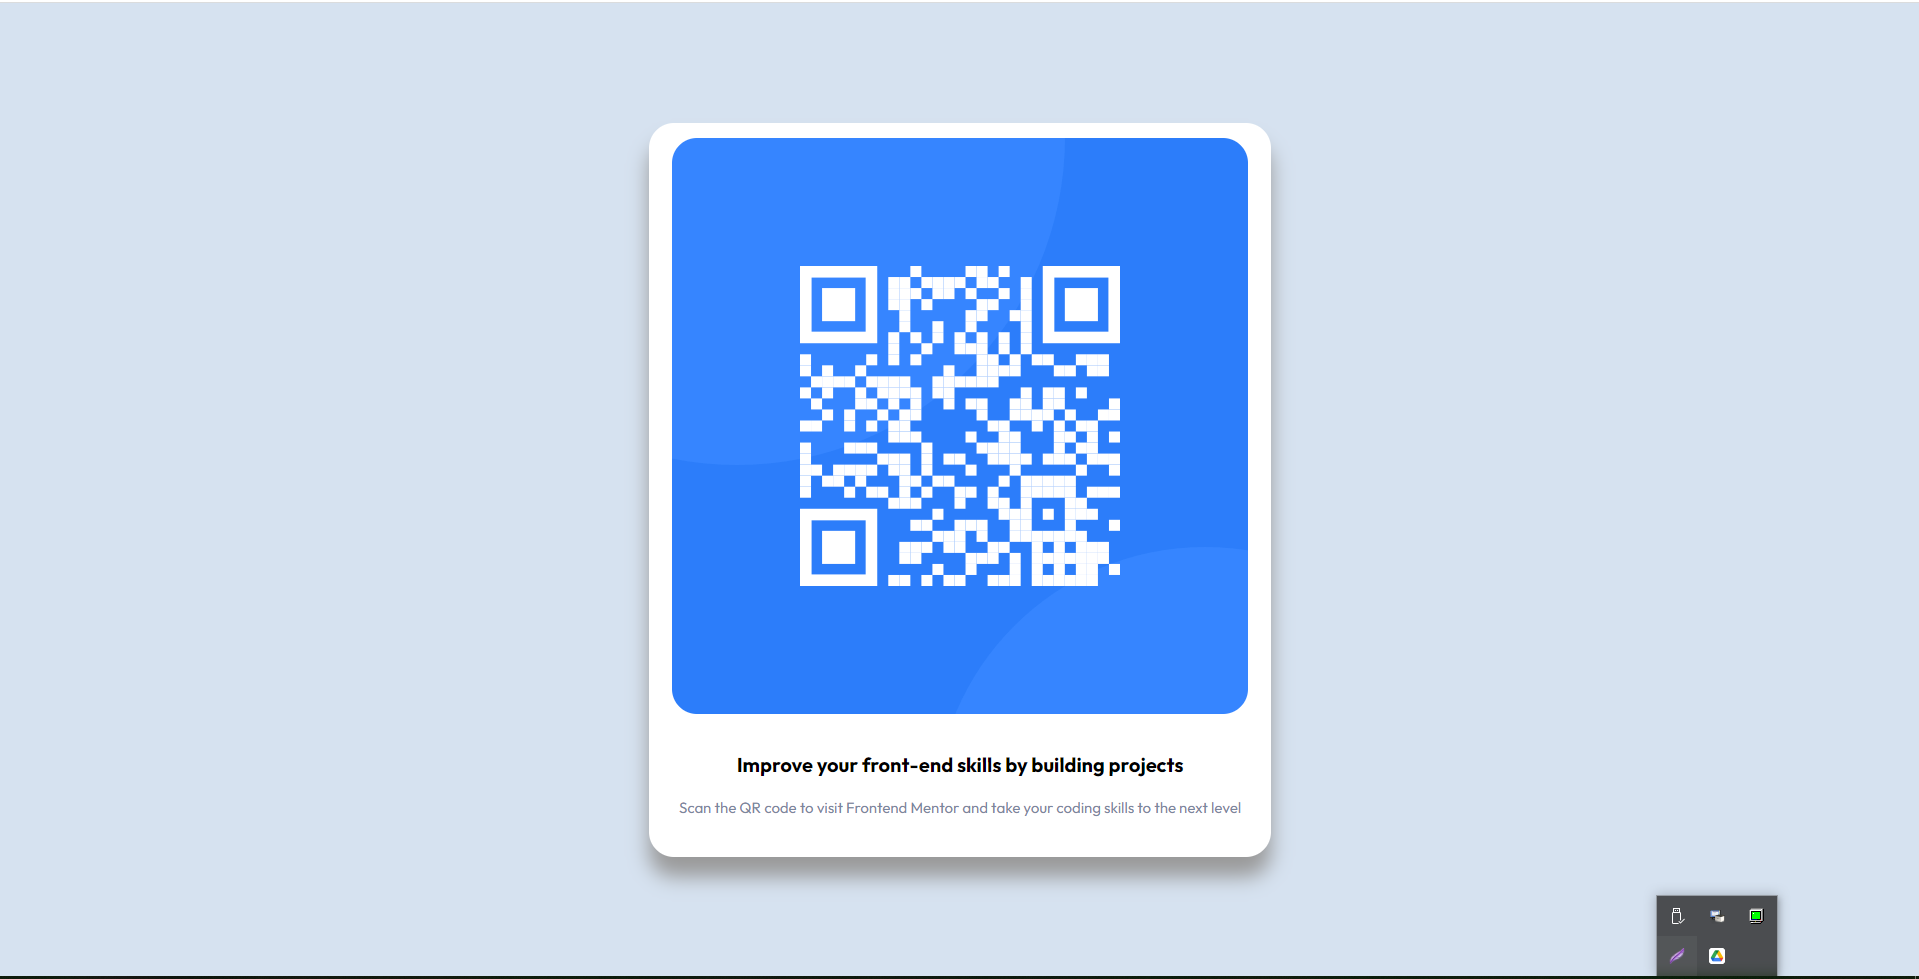 Improve your front-end skills by building projects
Scan the QR code to visit Frontend Mentor and take your coding skills to the next level